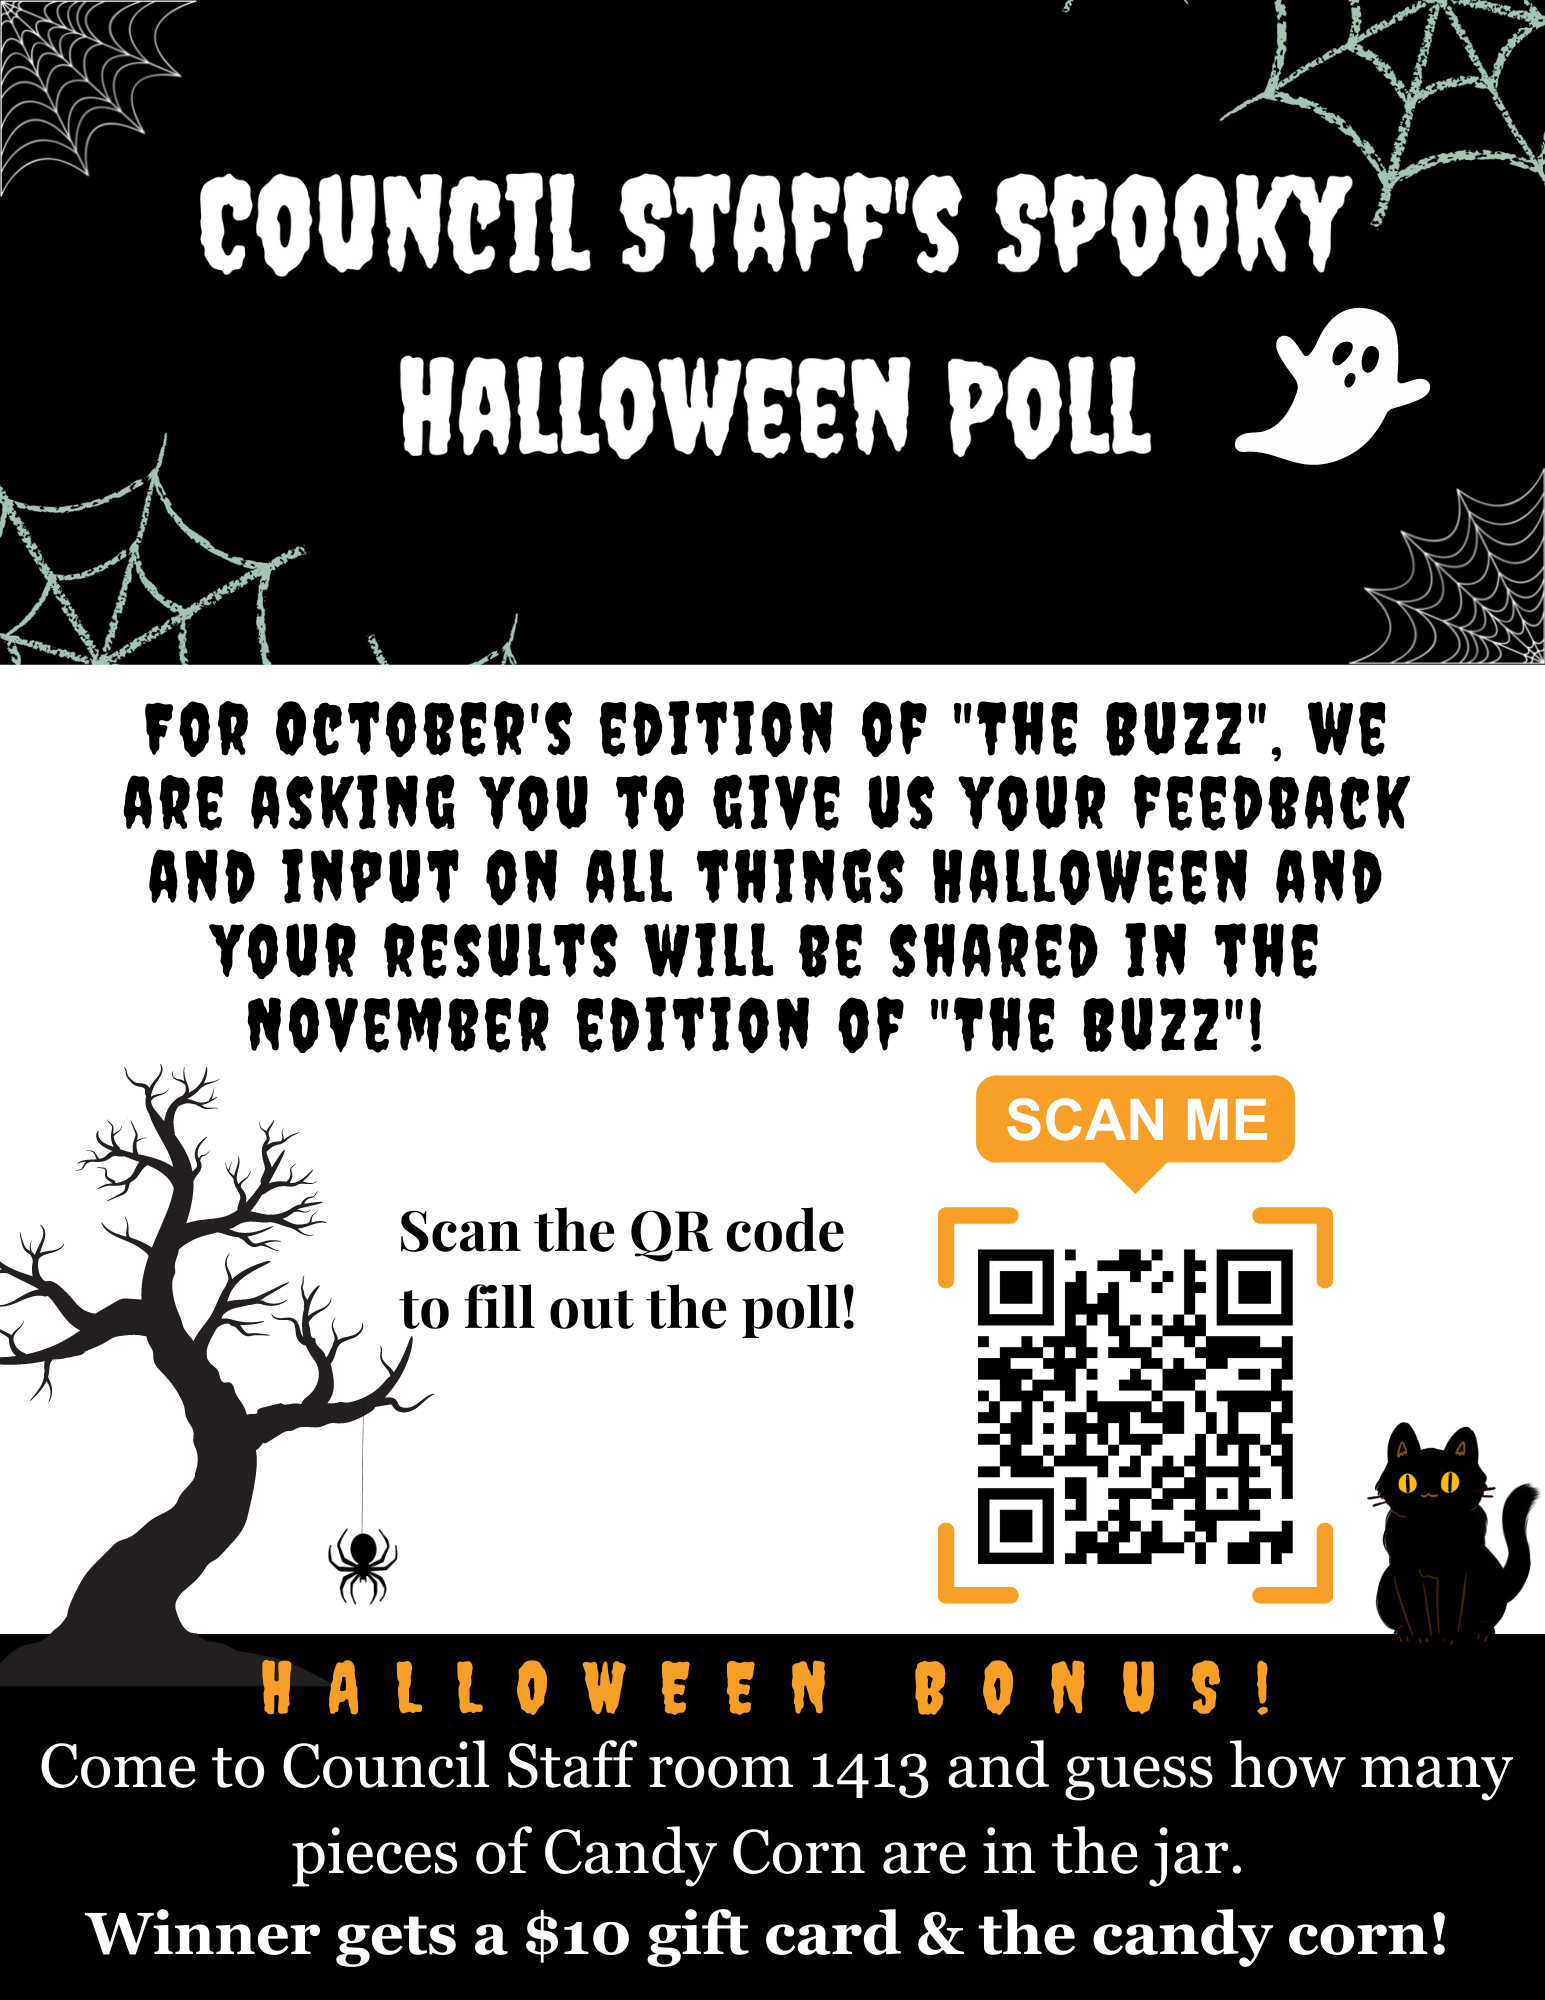 COUNCIL STAFF'S SPOOKY
HALLOWEEN POLL
FOR OCTOBER'S EDITION OF "THE BUZZ", WE
ARE ASKING YOU TO GIVE US YOUR FEEDBACK
AND INPUT ON ALL THINGS HALLOWEEN AND
YOUR RESULTS WILL BE SHARED IN THE
NOVEMBER EDITION OF "THE BUZZ"!
SCAN ME
Scan the QR code
to fill out the poll!
HALLOWEEN BONUS!
Come to Council Staff room 1413 and guess how many
pieces of Candy Corn are in the jar.
Winner gets a $10 gift card & the candy corn!